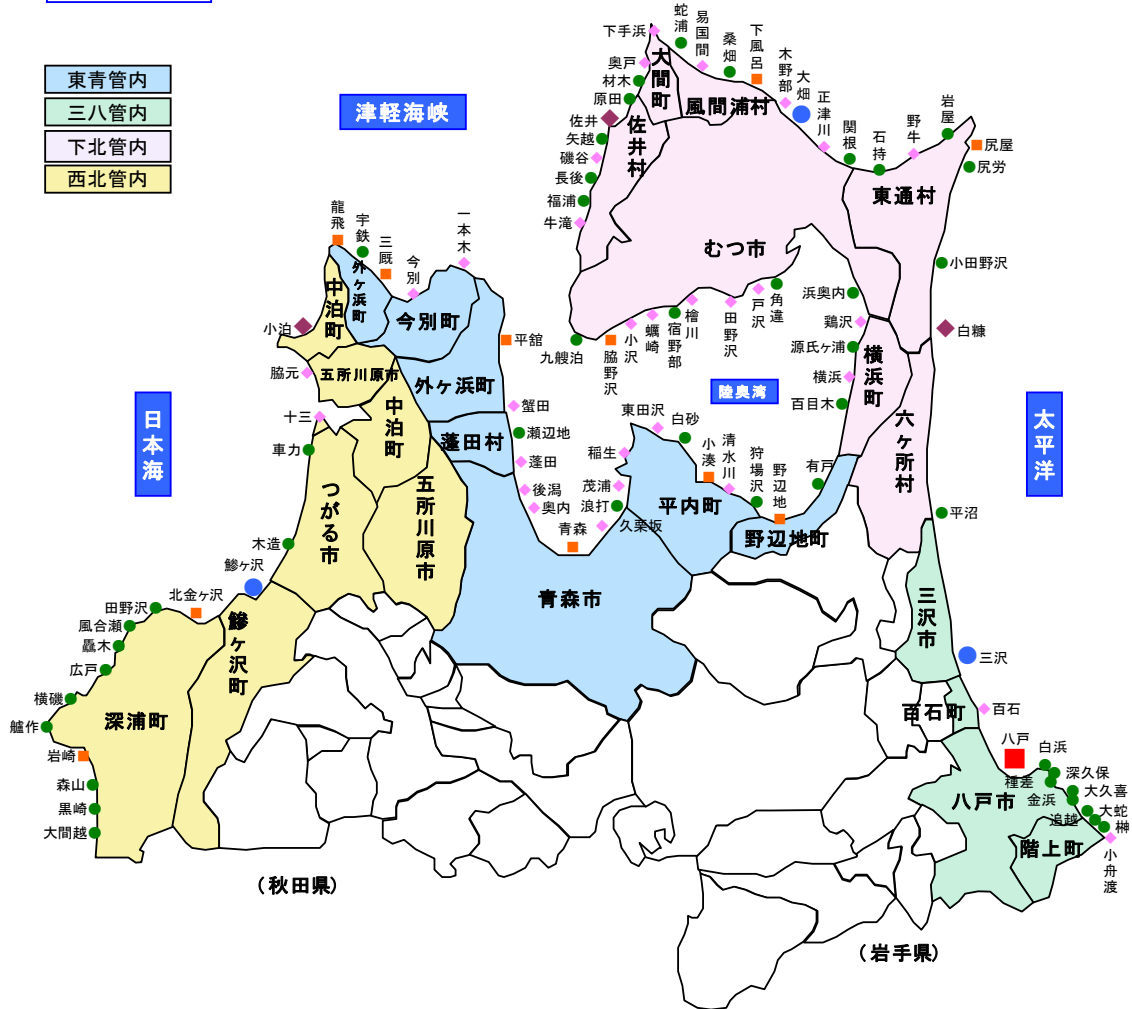 東青管内
三八管内
下北管内
西北管内
津軽海峡
日本海
陸奥湾
太平洋
下手浜
蛇浦
易国間
桑畑
下風呂
木野部
大畑
正津川
関根
石持
野牛
岩屋
尻屋
尻労
奥戸
材木
原田
佐井
矢越
磯谷
長後
福浦
牛滝
大間町
風間浦村
佐井村
むつ市
東通村
小田野沢
白糠
九艘泊
脇野沢
小沢
蠣崎
宿野部
檜川
田野沢
戸沢
角違
浜奥内
鶏沢
源氏ヶ浦
横浜
百目木
横浜町
六ヶ所村
平沼
龍飛
宇鉄
三厩
今別
一本木
外ヶ浜町
中泊町
今別町
小泊
平舘
脇元
五所川原市
外ヶ浜町
中泊町
十三
車力
蓬田村
蟹田
瀬辺地
蓬田
後潟
奥内
青森
久栗坂
浪打
茂浦
稲生
東田沢
白砂
小湊
清水川
狩場沢
野辺地
有戸
平内町
野辺地町
つがる市
五所川原市
青森市
木造
鰺ヶ沢
北金ヶ沢
田野沢
風合瀬
驫木
広戸
横磯
艫作
岩崎
森山
黒崎
大間越
鰺ヶ沢町
深浦町
三沢市
三沢
百石町
百石
八戸
白浜
種差
深久保
金浜
大久喜
追越
大蛇
榊
小舟渡
八戸市
階上町
(秋田県)
(岩手県)